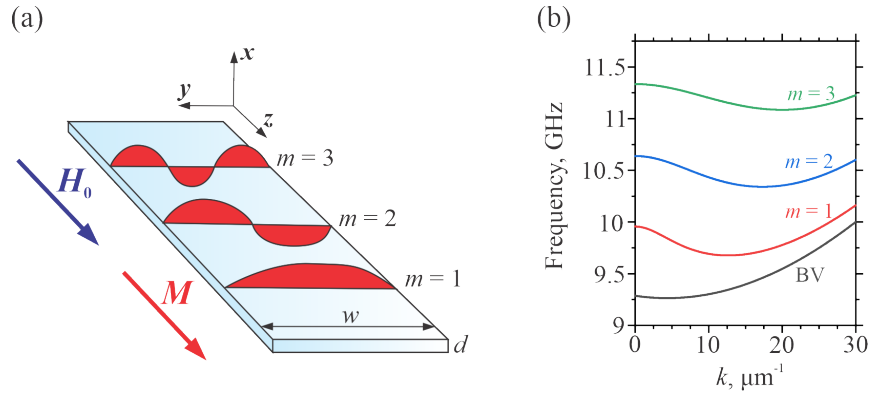 (a)
x
y
z
H₀
M
m = 3
m = 2
m = 1
w
d
(b)
Frequency, GHz
11.5
11
10.5
10
9.5
9
m = 3
m = 2
m = 1
BV
0
10
20
30
k, μm⁻¹